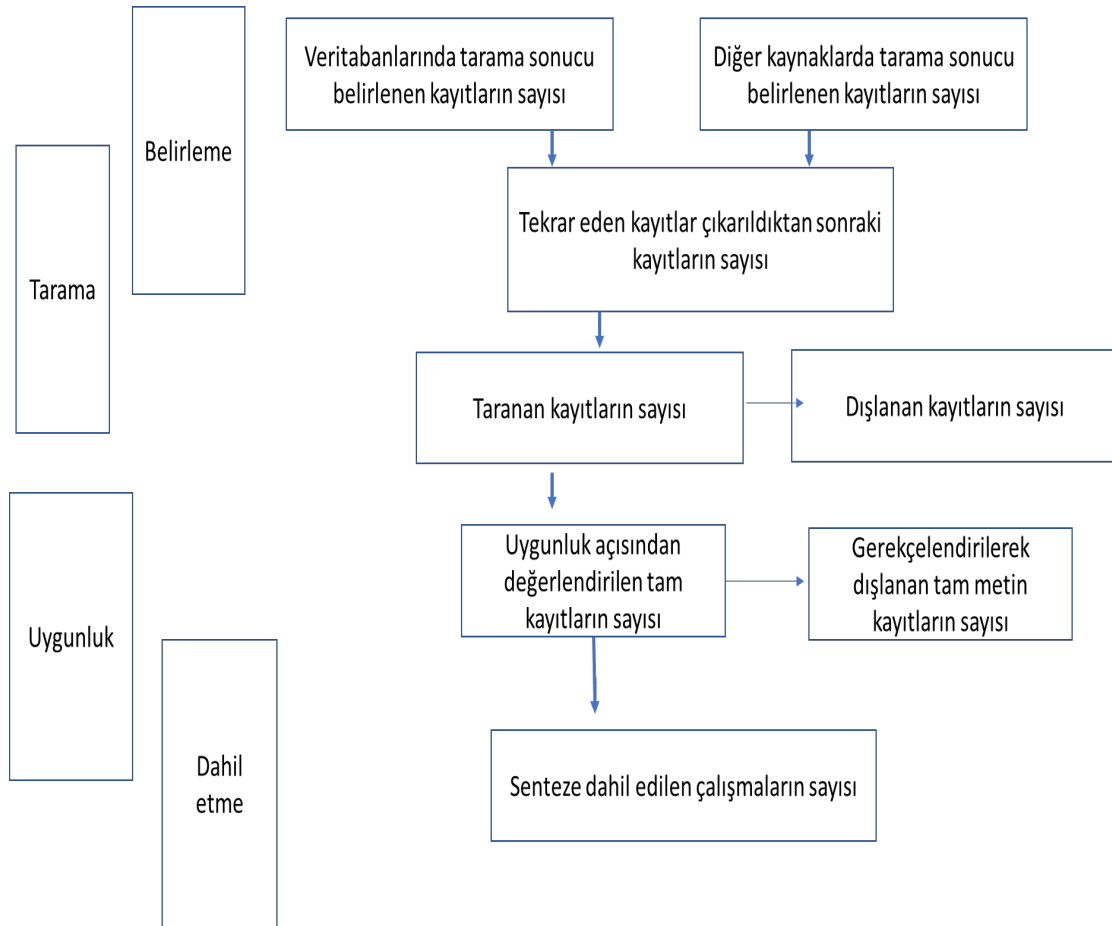 Belirleme
Veritabanlarında tarama sonucu
belirlenen kayıtların sayısı
Diğer kaynaklarda tarama sonucu
belirlenen kayıtların sayısı
Tekrar eden kayıtlar çıkarıldıktan sonraki
kayıtların sayısı
Tarama
Taranan kayıtların sayısı
Dışlanan kayıtların sayısı
Uygunluk
Uygunluk açısından
değerlendirilen tam
kayıtların sayısı
Gerekçelendirilerek
dışlanan tam metin
kayıtların sayısı
Dahil
etme
Senteze dahil edilen çalışmaların sayısı